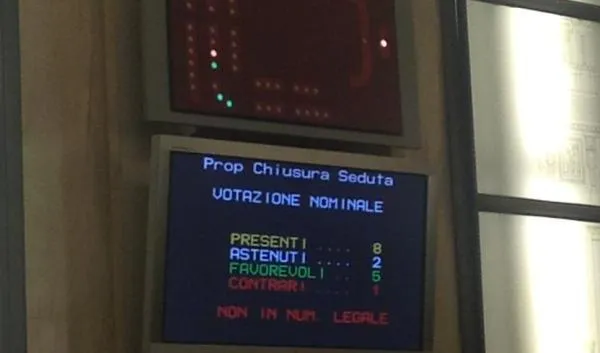 Prop Chiusura Seduta
VOTAZIONE NOMINALE
PRESENTI .... 8
ASTENUTI .... 2
FAVOREVOLI .. 5
CONTRARI .... 1
NON IN NUM. LEGALE